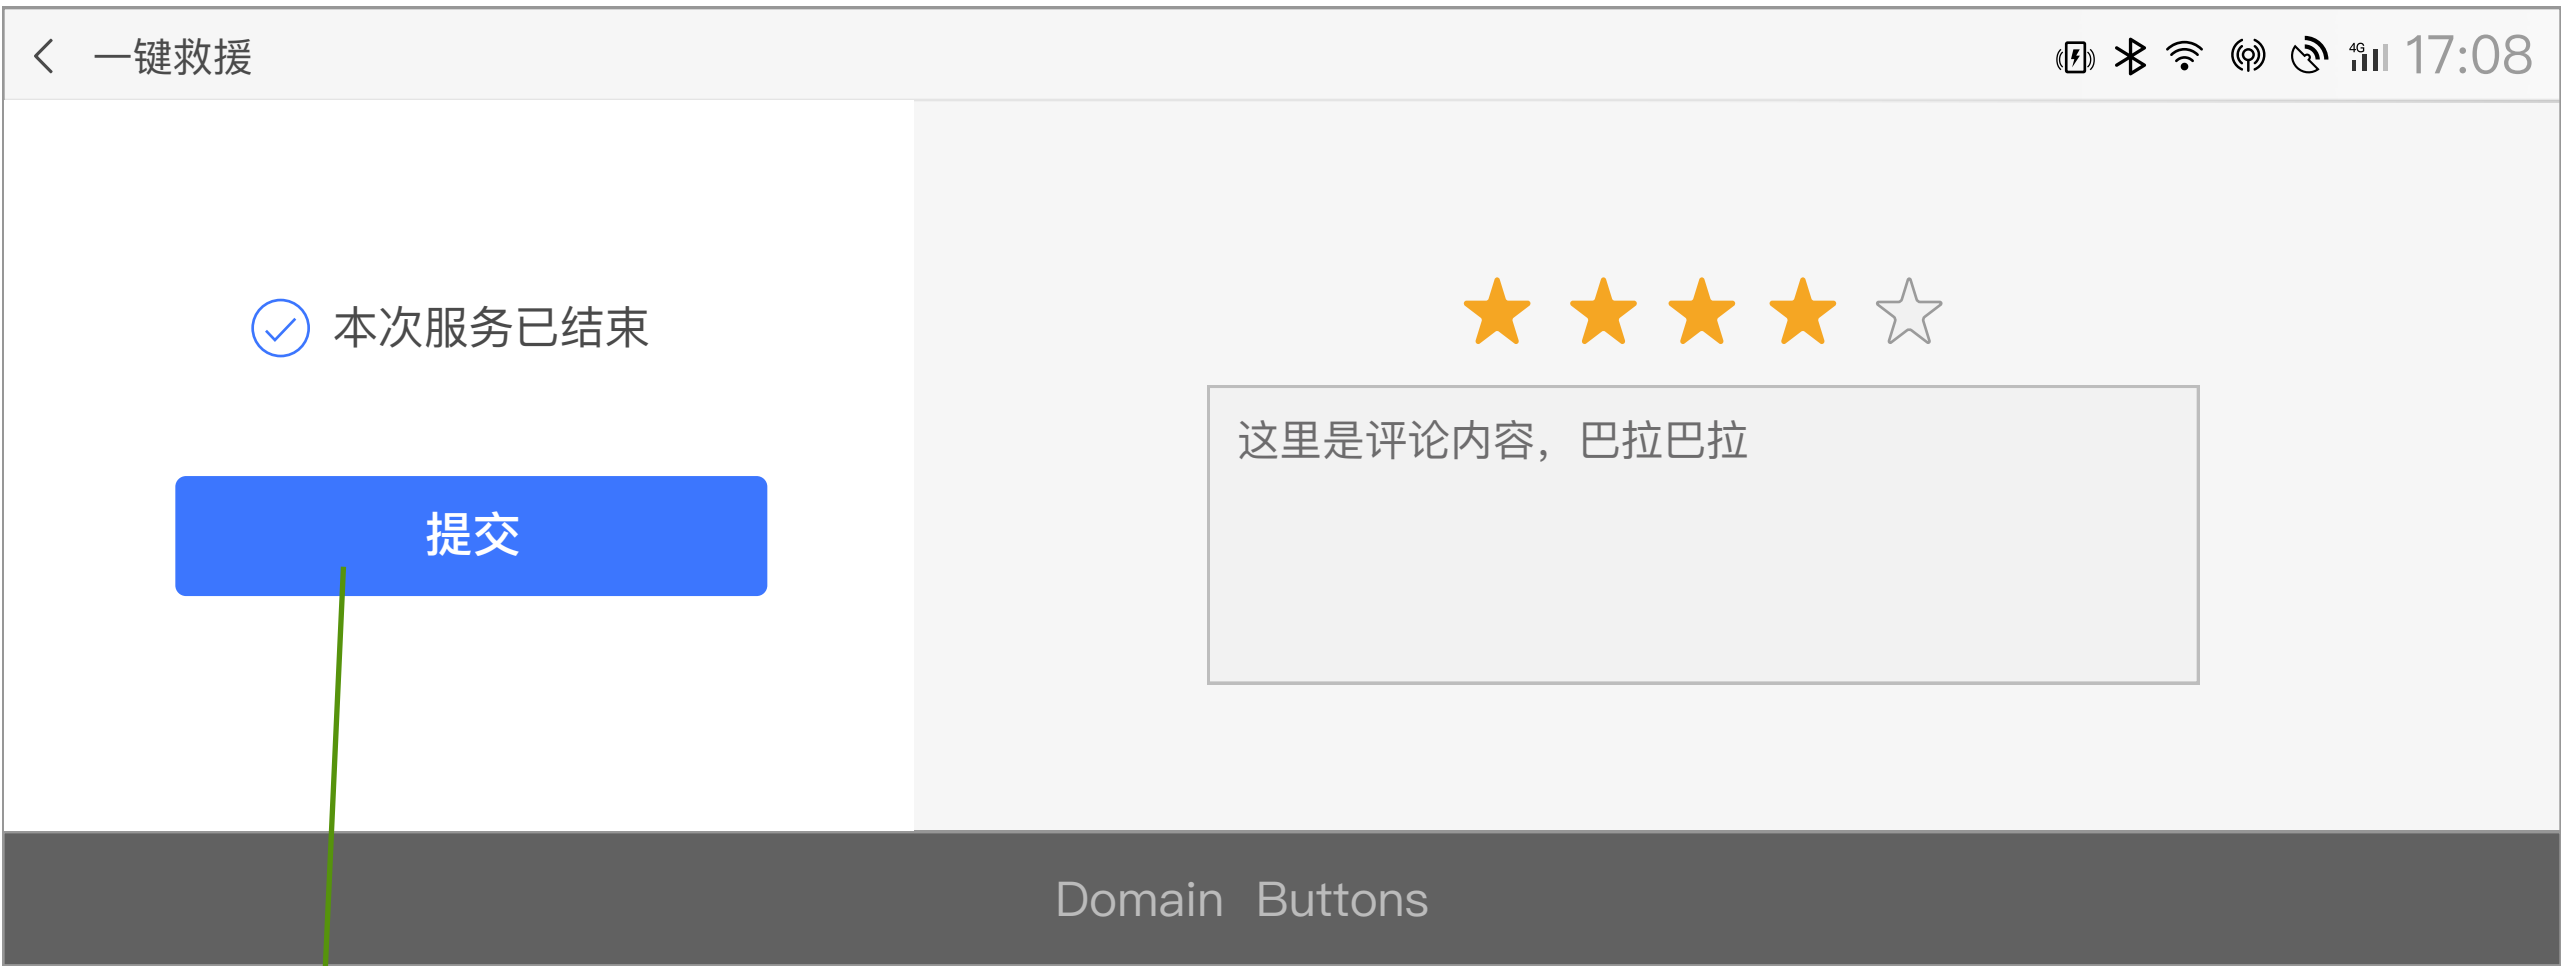 一键救援
4G 17:08
本次服务已结束
提交
这里是评论内容，巴拉巴拉
Domain Buttons